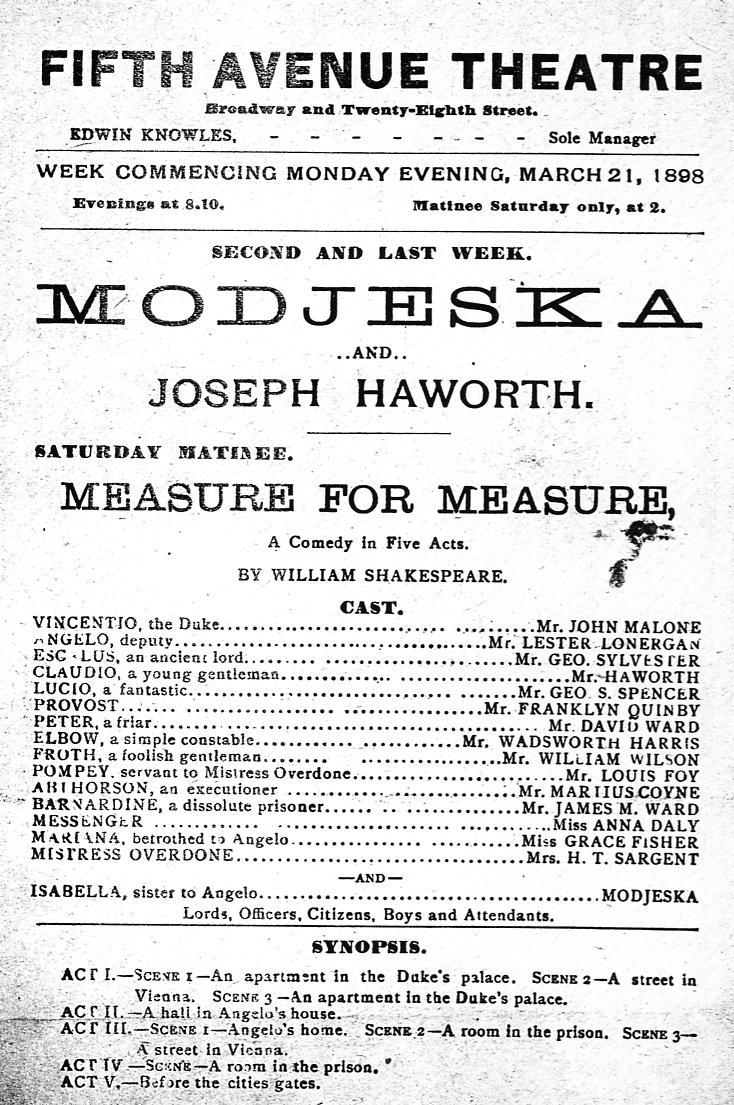 FIFTH AVENUE THEATRE
Broadway and Twenty-Eighth Street.
EDWIN KNOWLES, - - - - - - - - Sole Manager
WEEK COMMENCING MONDAY EVENING, MARCH 21, 1898
Evenings at 8.10. Matinee Saturday only, at 2.
SECOND AND LAST WEEK.
MODJESKA
..AND..
JOSEPH HAWORTH.
SATURDAY MATINEE.
MEASURE FOR MEASURE,
A Comedy in Five Acts.
BY WILLIAM SHAKESPEARE.
CAST.
VINCENTIO, the Duke..........Mr. JOHN MALONE
ANGELO, deputy..........Mr. LESTER LONERGAN
ESCALUS, an ancient lord..........Mr. GEO. SYLVESTER
CLAUDIO, a young gentleman..........Mr. HAWORTH
LUCIO, a fantastic..........Mr. GEO. S. SPENCER
PROVOST..........Mr. FRANKLYN QUINBY
PETER, a friar..........Mr. DAVID WARD
ELBOW, a simple constable..........Mr. WADSWORTH HARRIS
FROTH, a foolish gentleman..........Mr. WILLIAM WILSON
POMPEY, servant to Mistress Overdone..........Mr. LOUIS FOY
ABHORSON, an executioner..........Mr. MARTIUS COYNE
BARNARDINE, a dissolute prisoner..........Mr. JAMES M. WARD
MESSENGER..........Miss ANNA DALY
MARIANA, betrothed to Angelo..........Miss GRACE FISHER
MISTRESS OVERDONE..........Mrs. H. T. SARGENT
—AND—
ISABELLA, sister to Angelo..........MODJESKA
Lords, Officers, Citizens, Boys and Attendants.
SYNOPSIS.
ACT I.—SCENE 1—An apartment in the Duke's palace. SCENE 2—A street in
Vienna. SCENE 3—An apartment in the Duke's palace.
ACT II.—A hall in Angelo's house.
ACT III.—SCENE 1—Angelo's home. SCENE 2—A room in the prison. SCENE 3—
A street in Vienna.
ACT IV—SCENE—A room in the prison.
ACT V.—Before the cities gates.